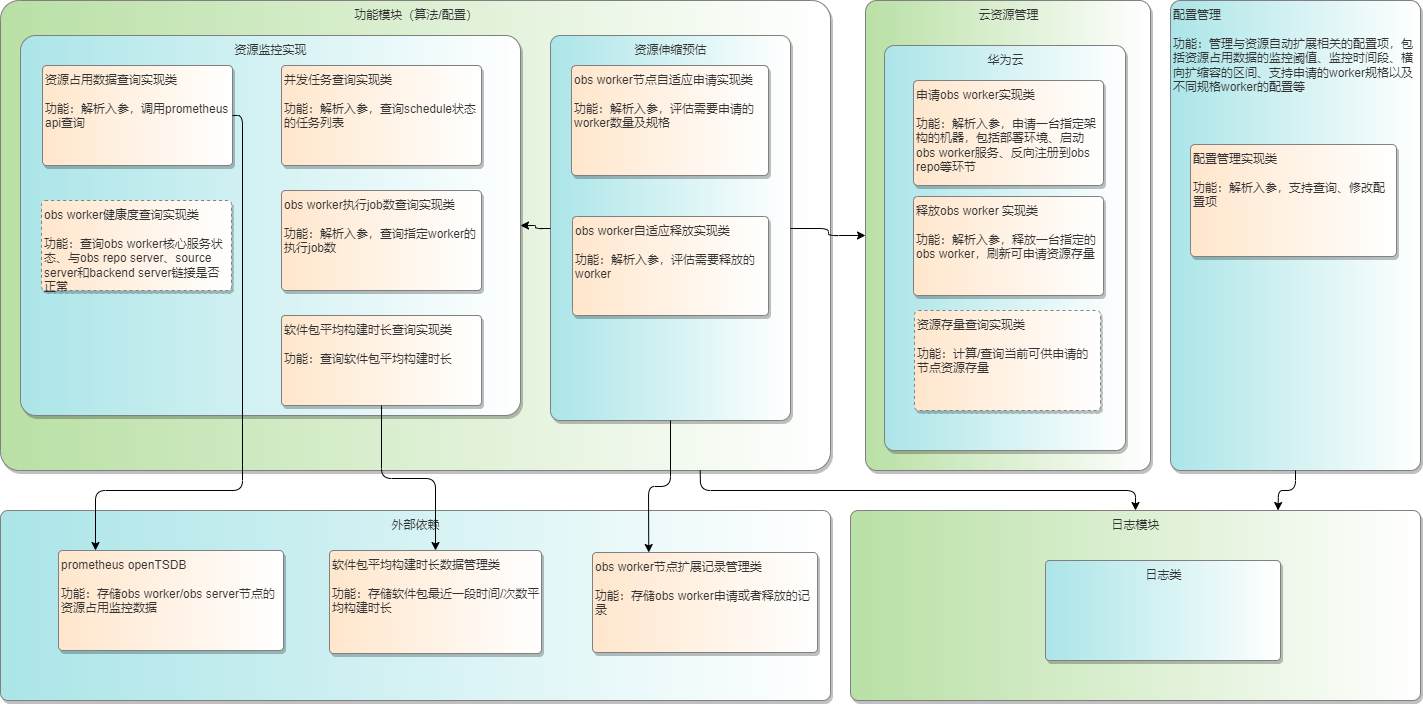 功能模块（算法/配置）
资源监控实现
资源占用数据查询实现类
功能：解析入参，调用prometheus
api查询
并发任务查询实现类
功能：解析入参，查询schedule状态
的任务列表
obs worker健康度查询实现类
功能：查询obs worker核心服务状
态、与obs repo server、source
server和backend server链接是否
正常
obs worker执行job数查询实现类
功能：解析入参，查询指定worker的
执行job数
软件包平均构建时长查询实现类
功能：查询软件包平均构建时长
资源伸缩预估
obs worker节点自适应申请实现类
功能：解析入参，评估需要申请的
worker数量及规格
obs worker自适应释放实现类
功能：解析入参，评估需要释放的
worker
云资源管理
华为云
申请obs worker实现类
功能：解析入参，申请一台指定架
构的机器，包括部署环境、启动
obs worker服务、反向注册到obs
repo等环节
释放obs worker 实现类
功能：解析入参，释放一台指定的
obs worker，刷新可申请资源存量
资源存量查询实现类
功能：计算/查询当前可供申请的
节点资源存量
配置管理
功能：管理与资源自动扩展相关的配置项，包
括资源占用数据的监控阈值、监控时间段、横
向扩缩容的区间、支持申请的worker规格以及
不同规格worker的配置等
配置管理实现类
功能：解析入参，支持查询、修改配
置项
外部依赖
prometheus openTSDB
功能：存储obs worker/obs server节点的
资源占用监控数据
软件包平均构建时长数据管理类
功能：存储软件包最近一段时间/次数平
均构建时长
obs worker节点扩展记录管理类
功能：存储obs worker申请或者释放的记
录
日志模块
日志类